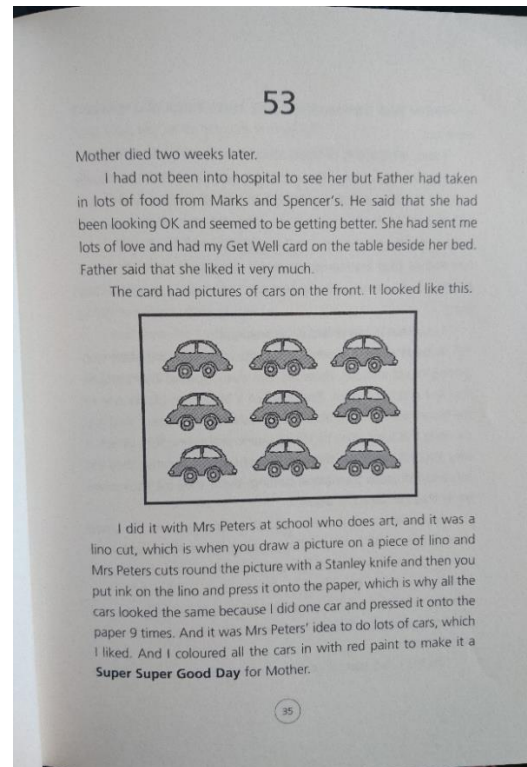 53
Mother died two weeks later.
I had not been into hospital to see her but Father had taken
in lots of food from Marks and Spencer's. He said that she had
been looking OK and seemed to be getting better. She had sent me
lots of love and had my Get Well card on the table beside her bed.
Father said that she liked it very much.
The card had pictures of cars on the front. It looked like this.
I did it with Mrs Peters at school who does art, and it was a
lino cut, which is when you draw a picture on a piece of lino and
Mrs Peters cuts round the picture with a Stanley knife and then you
put ink on the lino and press it onto the paper, which is why all the
cars looked the same because I did one car and pressed it onto the
paper 9 times. And it was Mrs Peters' idea to do lots of cars, which
I liked. And I coloured all the cars in with red paint to make it a
Super Super Good Day for Mother.
35